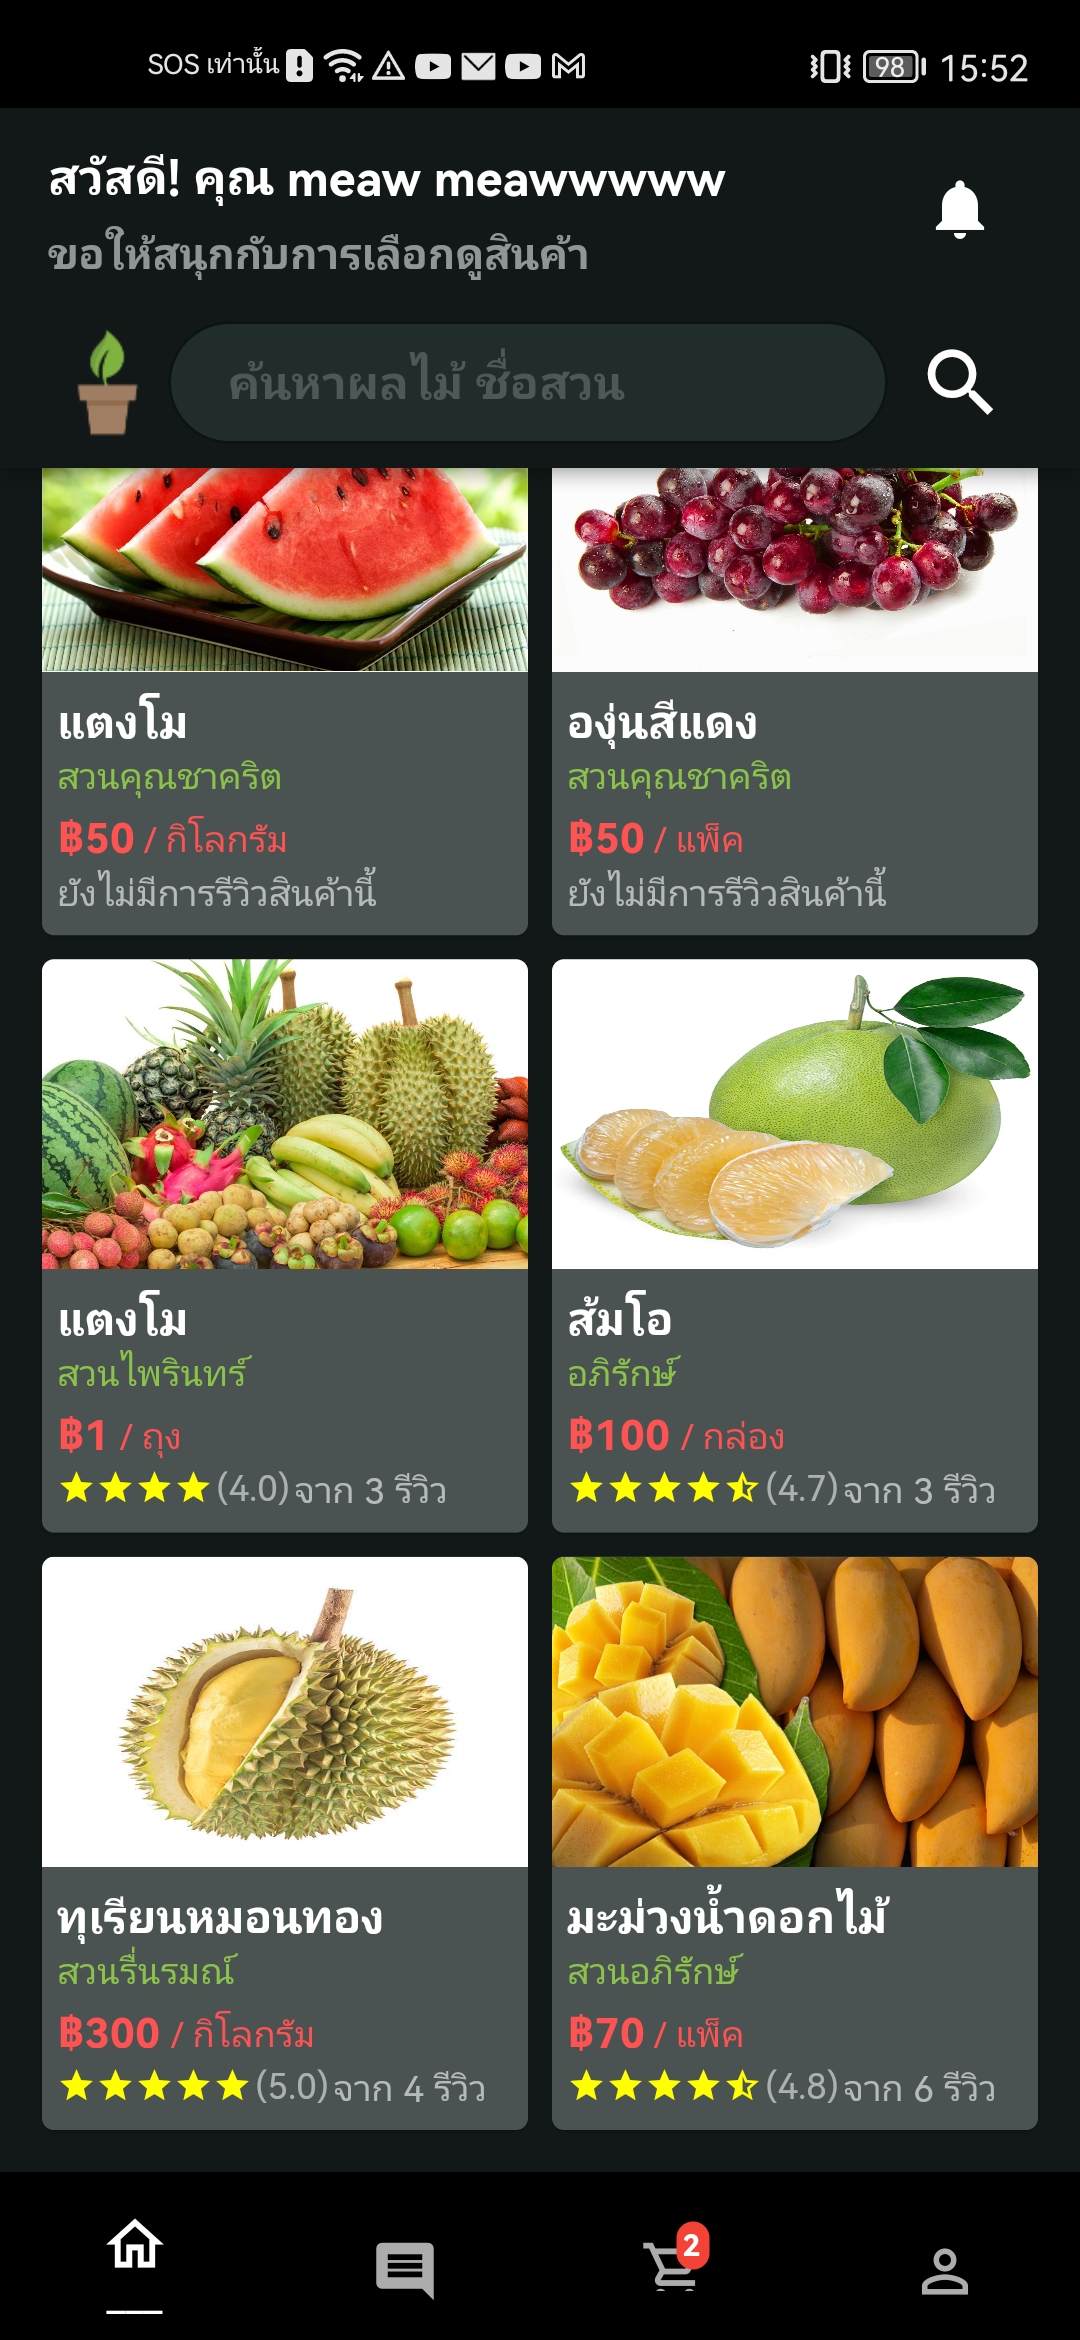 SOS เท่านั้น 98 15:52
สวัสดี! คุณ meaw meawwwww
ขอให้สนุกกับการเลือกดูสินค้า
ค้นหาผลไม้ ชื่อสวน
แตงโม
สวนคุณชาคริต
฿50 / กิโลกรัม
ยังไม่มีการรีวิวสินค้านี้
องุ่นสีแดง
สวนคุณชาคริต
฿50 / แพ็ค
ยังไม่มีการรีวิวสินค้านี้
แตงโม
สวนไพรินทร์
฿1 / ถุง
(4.0) จาก 3 รีวิว
ส้มโอ
อภิรักษ์
฿100 / กล่อง
(4.7) จาก 3 รีวิว
ทุเรียนหมอนทอง
สวนรื่นรมณ์
฿300 / กิโลกรัม
(5.0) จาก 4 รีวิว
มะม่วงน้ำดอกไม้
สวนอภิรักษ์
฿70 / แพ็ค
(4.8) จาก 6 รีวิว
2